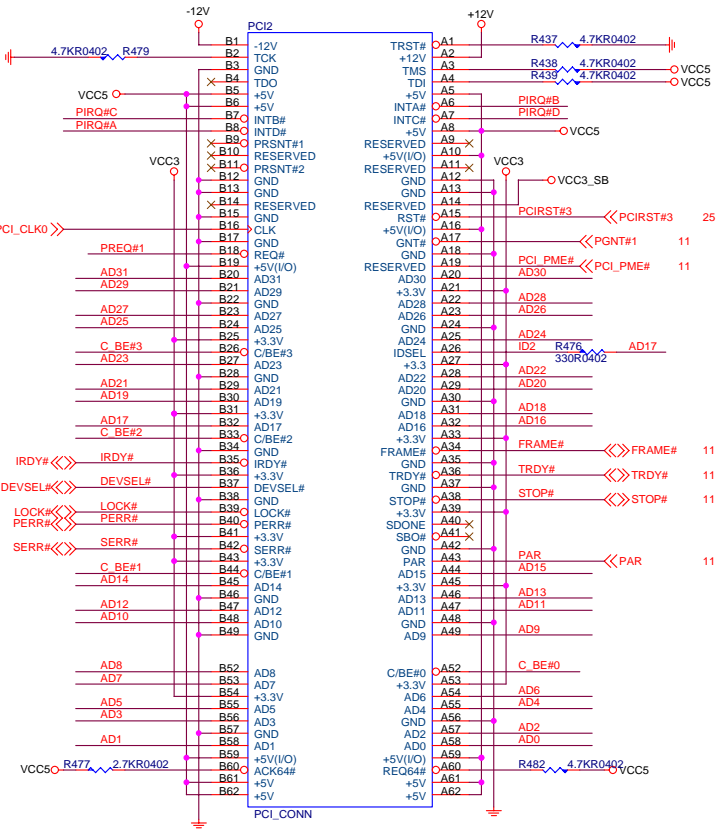 -12V +12V
PCI2
B1 -12V TRST# A1 R437 4.7KR0402
4.7KR0402 R479 B2 TCK +12V A2
B3 GND TMS A3 R438 4.7KR0402 VCC5
B4 TDO TDI A4 R439 4.7KR0402 VCC5
VCC5 B5 +5V +5V A5
B6 +5V INTA# A6 PIRQ#B
PIRQ#C B7 INTB# INTC# A7 PIRQ#D
PIRQ#A B8 INTD# +5V A8 VCC5
B9 PRSNT#1 RESERVED A9
B10 RESERVED +5V(I/O) A10
VCC3 B11 PRSNT#2 RESERVED A11 VCC3
B12 GND GND A12
B13 GND GND A13 VCC3_SB
B14 RESERVED RESERVED A14
B15 GND RST# A15 PCIRST#3 PCIRST#3 25
PCI_CLK0 B16 CLK +5V(I/O) A16
B17 GND GNT# A17 PGNT#1 11
PREQ#1 B18 REQ# GND A18
B19 +5V(I/O) RESERVED A19 PCI_PME# PCI_PME# 11
AD31 B20 AD31 AD30 A20 AD30
AD29 B21 AD29 +3.3V A21
B22 GND AD28 A22 AD28
AD27 B23 AD27 AD26 A23 AD26
AD25 B24 AD25 GND A24
B25 +3.3V AD24 A25 AD24
C_BE#3 B26 C/BE#3 IDSEL A26 ID2 R476 330R0402 AD17
AD23 B27 AD23 +3.3 A27
B28 GND AD22 A28 AD22
AD21 B29 AD21 AD20 A29 AD20
AD19 B30 AD19 GND A30
B31 +3.3V AD18 A31 AD18
AD17 B32 AD17 AD16 A32 AD16
C_BE#2 B33 C/BE#2 +3.3V A33
B34 GND FRAME# A34 FRAME# FRAME# 11
IRDY# IRDY# B35 IRDY# GND A35
B36 +3.3V TRDY# A36 TRDY# TRDY# 11
DEVSEL# DEVSEL# B37 DEVSEL# GND A37
B38 GND STOP# A38 STOP# STOP# 11
LOCK# LOCK# B39 LOCK# +3.3V A39
PERR# PERR# B40 PERR# SDONE A40
B41 +3.3V SBO# A41
SERR# SERR# B42 SERR# GND A42
B43 +3.3V PAR A43 PAR PAR 11
C_BE#1 B44 C/BE#1 AD15 A44 AD15
AD14 B45 AD14 +3.3V A45
B46 GND AD13 A46 AD13
AD12 B47 AD12 AD11 A47 AD11
AD10 B48 AD10 GND A48
B49 GND AD9 A49 AD9
AD8 B52 AD8 C/BE#0 A52 C_BE#0
AD7 B53 AD7 +3.3V A53
B54 +3.3V AD6 A54 AD6
AD5 B55 AD5 AD4 A55 AD4
AD3 B56 AD3 GND A56
B57 GND AD2 A57 AD2
AD1 B58 AD1 AD0 A58 AD0
B59 +5V(I/O) +5V(I/O) A59
VCC5 R477 2.7KR0402 B60 ACK64# REQ64# A60 R482 4.7KR0402 VCC5
B61 +5V +5V A61
B62 +5V +5V A62
PCI_CONN